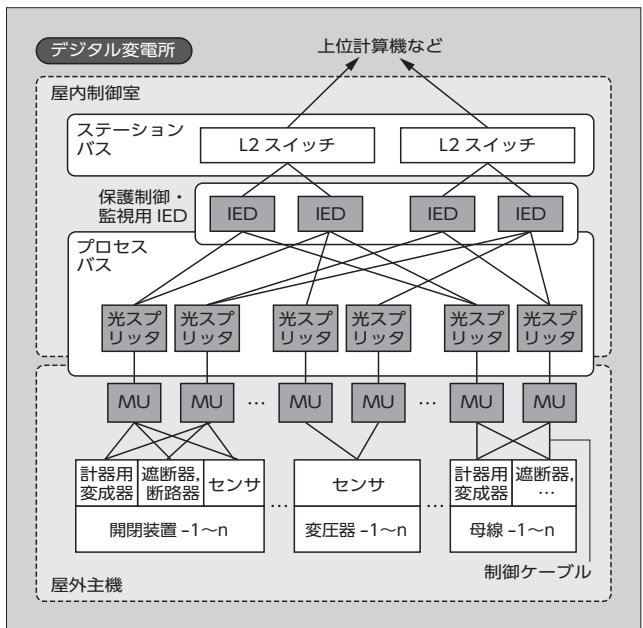 デジタル変電所
上位計算機など
屋内制御室
ステーション
バス
L2 スイッチ
L2 スイッチ
保護制御・
監視用 IED
IED
IED
IED
IED
プロセス
バス
光スプ
リッタ
光スプ
リッタ
光スプ
リッタ
光スプ
リッタ
光スプ
リッタ
光スプ
リッタ
MU
MU
…
MU
MU
…
MU
MU
計器用
変成器
遮断器,
断路器
センサ
開閉装置 –1〜n
…
センサ
変圧器 –1〜n
…
計器用
変成器
遮断器,
…
母線 –1〜n
制御ケーブル
屋外主機